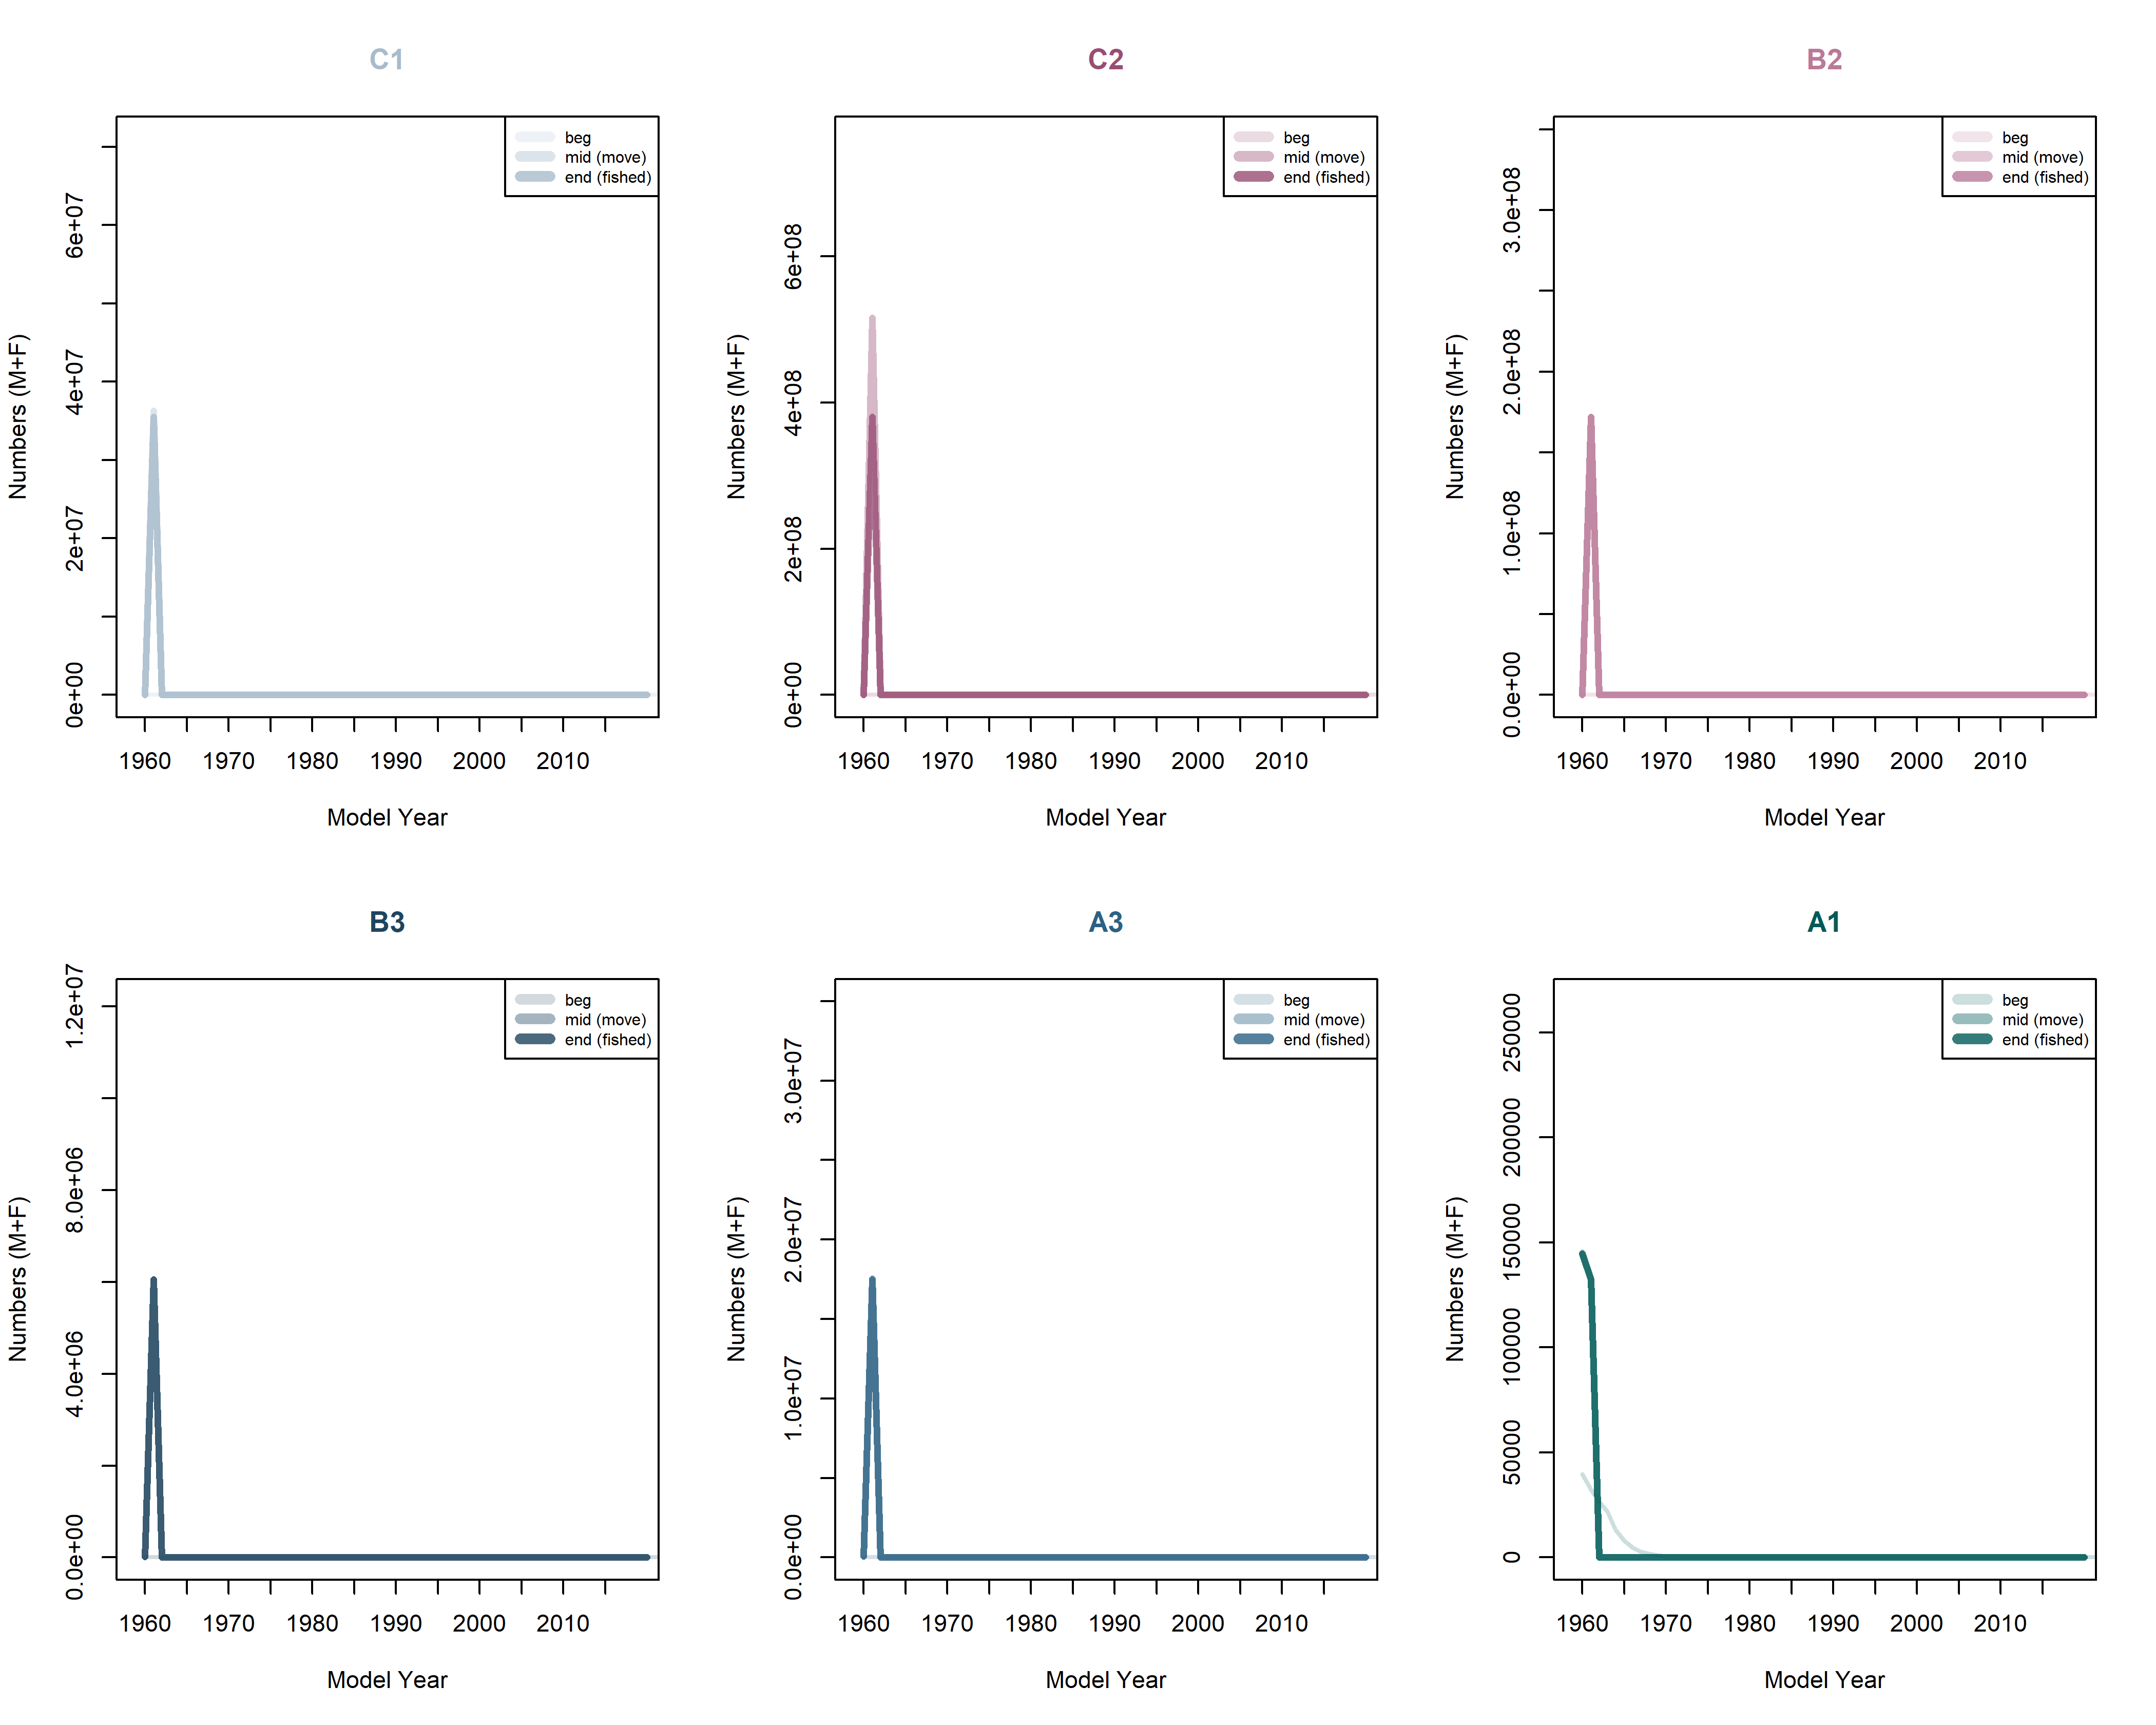 C1
beg
mid (move)
end (fished)
Numbers (M+F)
0e+00 2e+07 4e+07 6e+07
1960 1970 1980 1990 2000 2010
Model Year
C2
beg
mid (move)
end (fished)
Numbers (M+F)
0e+00 2e+08 4e+08 6e+08
1960 1970 1980 1990 2000 2010
Model Year
B2
beg
mid (move)
end (fished)
Numbers (M+F)
0.0e+00 1.0e+08 2.0e+08 3.0e+08
1960 1970 1980 1990 2000 2010
Model Year
B3
beg
mid (move)
end (fished)
Numbers (M+F)
0.0e+00 4.0e+06 8.0e+06 1.2e+07
1960 1970 1980 1990 2000 2010
Model Year
A3
beg
mid (move)
end (fished)
Numbers (M+F)
0.0e+00 1.0e+07 2.0e+07 3.0e+07
1960 1970 1980 1990 2000 2010
Model Year
A1
beg
mid (move)
end (fished)
Numbers (M+F)
0 50000 100000 150000 200000 250000
1960 1970 1980 1990 2000 2010
Model Year